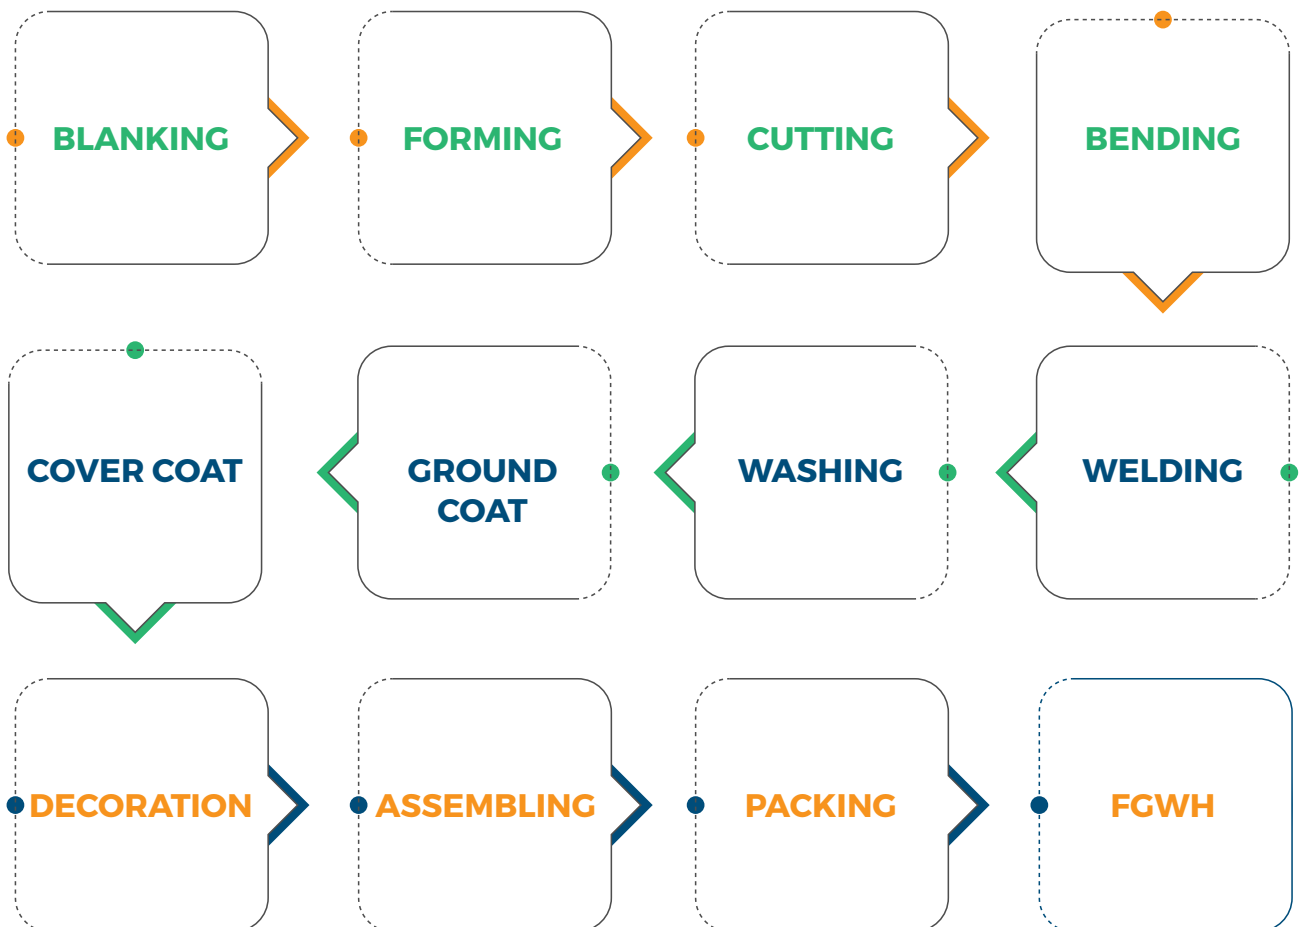 BLANKING
FORMING
CUTTING
BENDING
COVER COAT
GROUND
COAT
WASHING
WELDING
DECORATION
ASSEMBLING
PACKING
FGWH